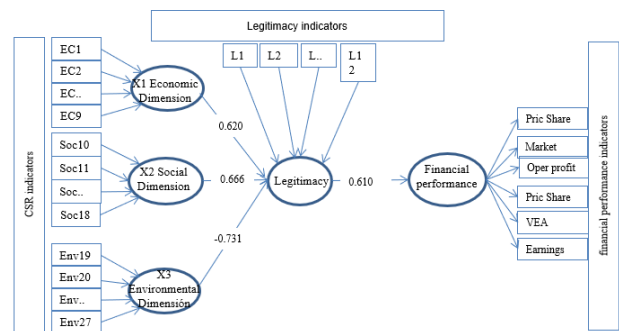 Legitimacy indicators
L1
L2
L..
L1
2
CSR indicators
EC1
EC2
EC..
EC9
X1 Economic
Dimension
Soc10
Soc11
Soc..
Soc18
X2 Social
Dimension
Env19
Env20
Env..
Env27
X3
Environmental
Dimensión
0.620
0.666
-0.731
Legitimacy
0.610
Financial
performance
Pric Share
Market
Oper profit
Pric Share
VEA
Earnings
financial performance indicators